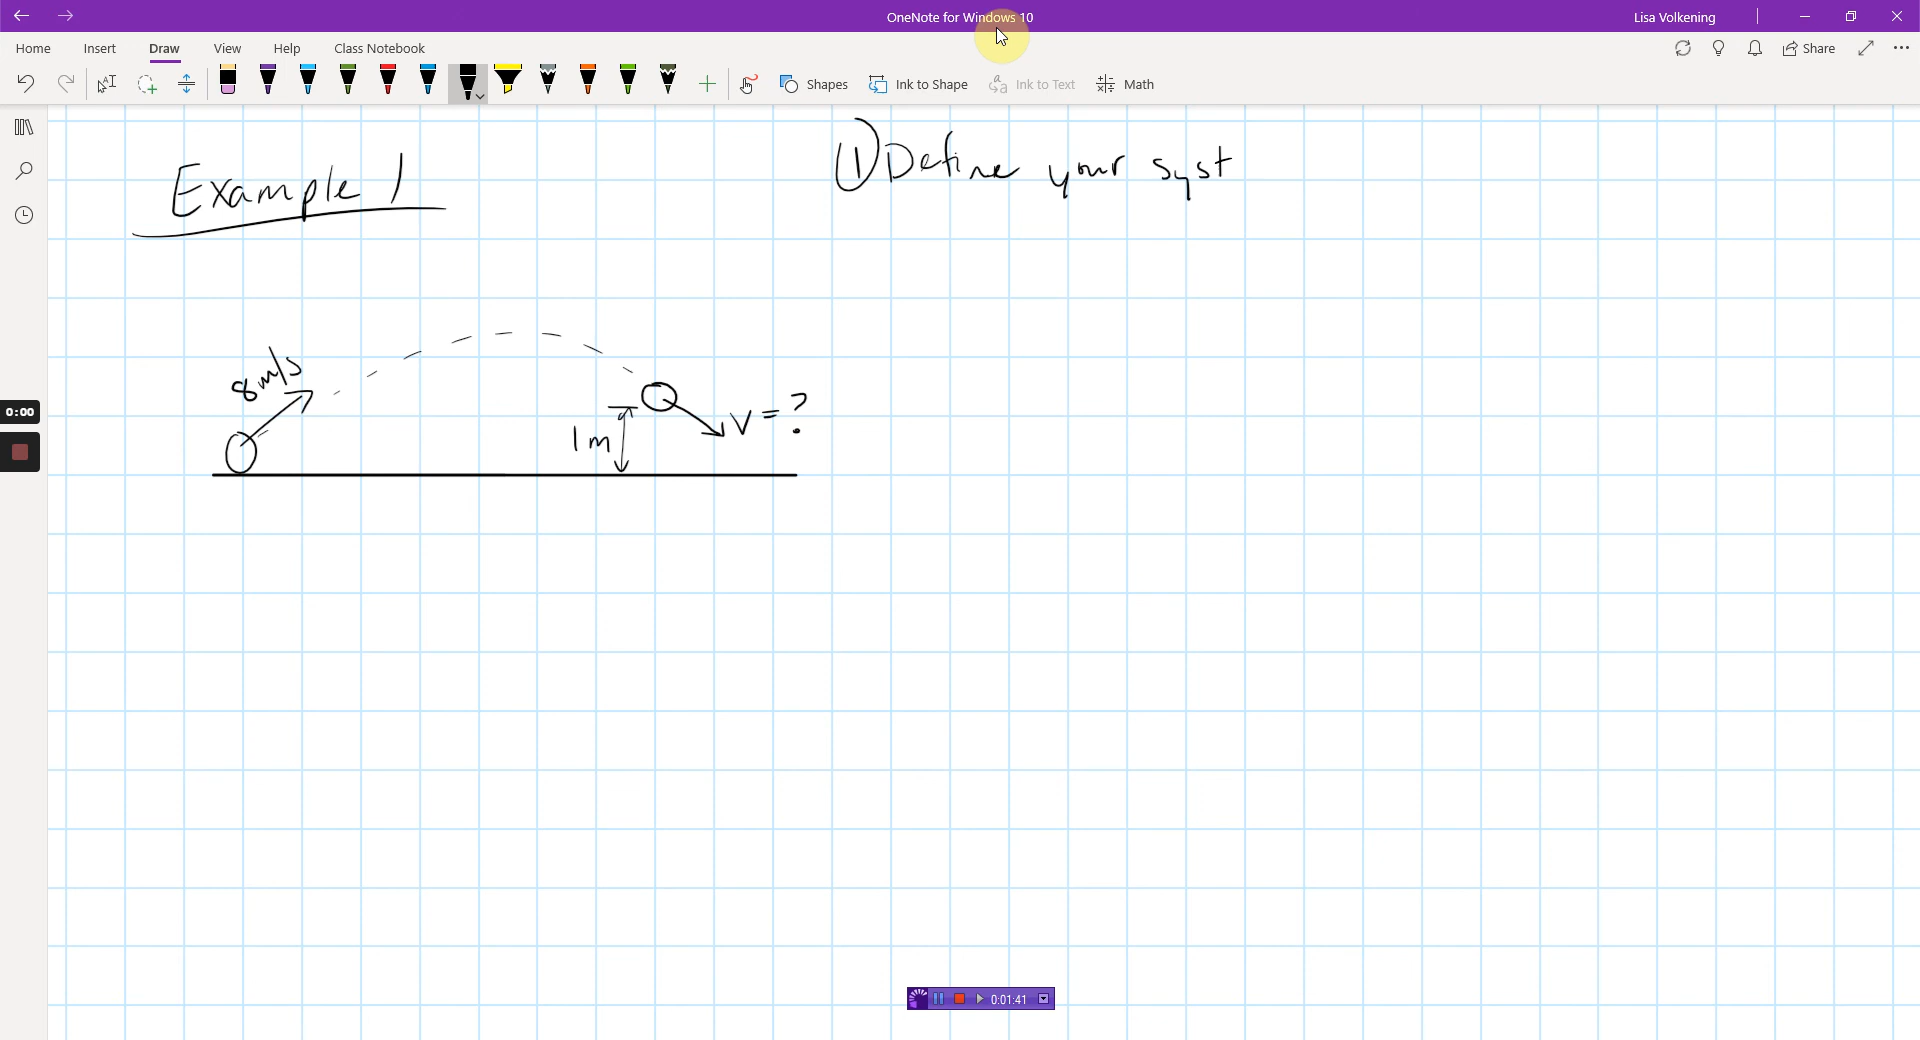 OneNote for Windows 10
Lisa Volkening
Home Insert Draw View Help Class Notebook
Share
Shapes Ink to Shape Ink to Text Math
Example 1
① Define your syst
8 m/s
1m
V = ?
0:00
0:01:41